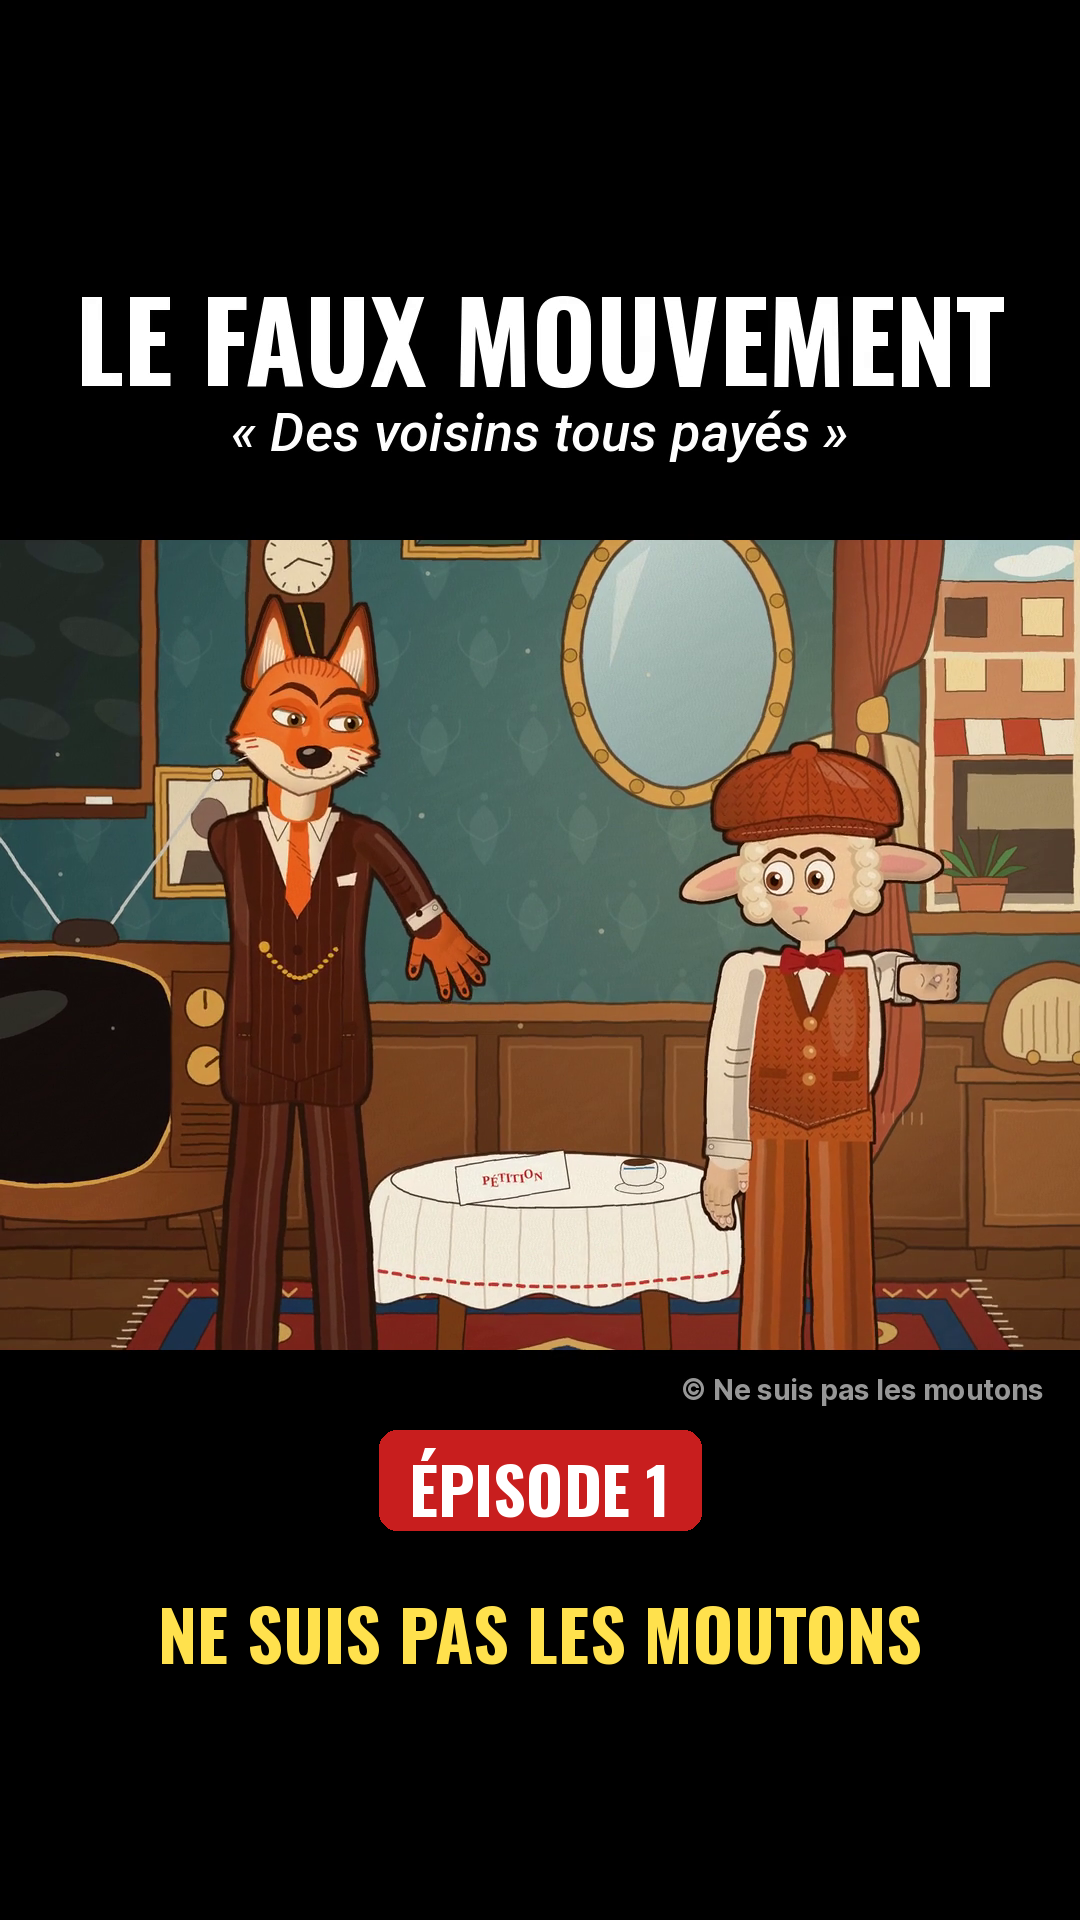 LE FAUX MOUVEMENT
« Des voisins tous payés »
PÉTITION
© Ne suis pas les moutons
ÉPISODE 1
NE SUIS PAS LES MOUTONS